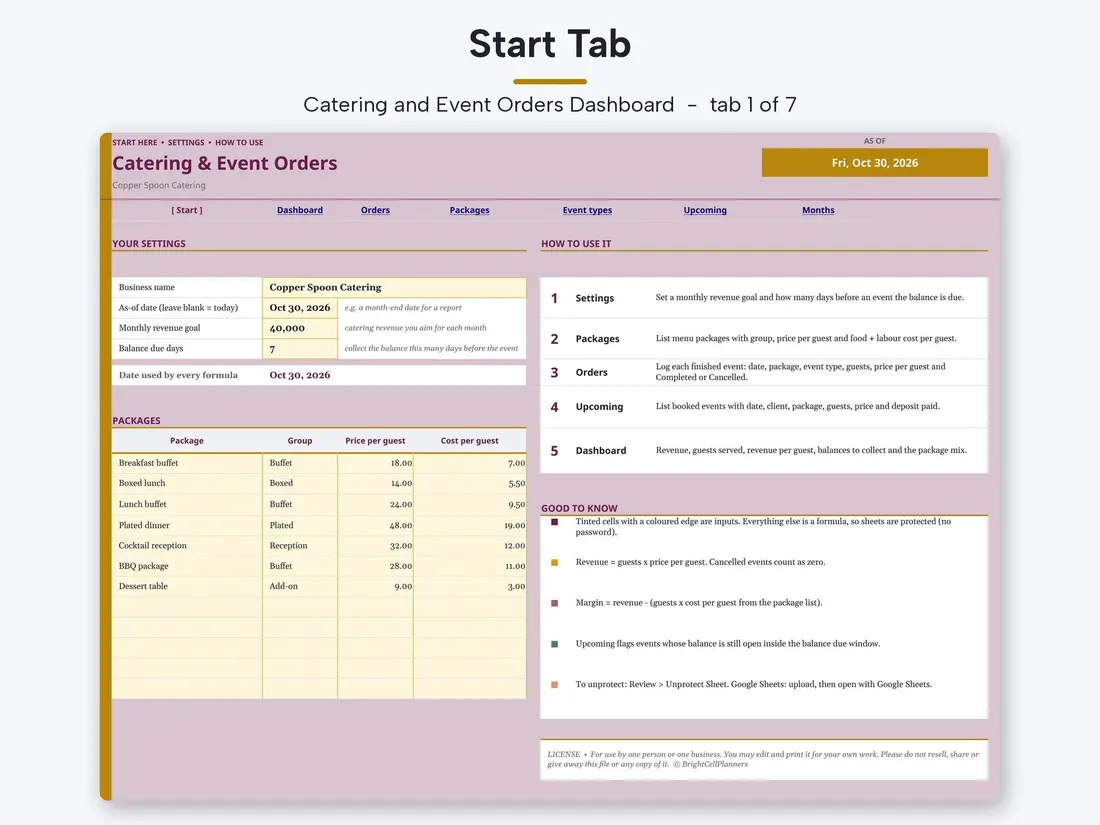 Start Tab
Catering and Event Orders Dashboard - tab 1 of 7
START HERE • SETTINGS • HOW TO USE
AS OF
Catering & Event Orders
Fri, Oct 30, 2026
Copper Spoon Catering
[ Start ] Dashboard Orders Packages Event types Upcoming Months
YOUR SETTINGS
Business name Copper Spoon Catering
As-of date (leave blank = today) Oct 30, 2026 e.g. a month-end date for a report
Monthly revenue goal 40,000 catering revenue you aim for each month
Balance due days 7 collect the balance this many days before the event
Date used by every formula Oct 30, 2026
PACKAGES
Package Group Price per guest Cost per guest
Breakfast buffet Buffet 18.00 7.00
Boxed lunch Boxed 14.00 5.50
Lunch buffet Buffet 24.00 9.50
Plated dinner Plated 48.00 19.00
Cocktail reception Reception 32.00 12.00
BBQ package Buffet 28.00 11.00
Dessert table Add-on 9.00 3.00
HOW TO USE IT
1 Settings Set a monthly revenue goal and how many days before an event the balance is due.
2 Packages List menu packages with group, price per guest and food + labour cost per guest.
3 Orders Log each finished event: date, package, event type, guests, price per guest and
Completed or Cancelled.
4 Upcoming List booked events with date, client, package, guests, price and deposit paid.
5 Dashboard Revenue, guests served, revenue per guest, balances to collect and the package mix.
GOOD TO KNOW
Tinted cells with a coloured edge are inputs. Everything else is a formula, so sheets are protected (no
password).
Revenue = guests x price per guest. Cancelled events count as zero.
Margin = revenue - (guests x cost per guest from the package list).
Upcoming flags events whose balance is still open inside the balance due window.
To unprotect: Review > Unprotect Sheet. Google Sheets: upload, then open with Google Sheets.
LICENSE • For use by one person or one business. You may edit and print it for your own work. Please do not resell, share or
give away this file or any copy of it. © BrightCellPlanners